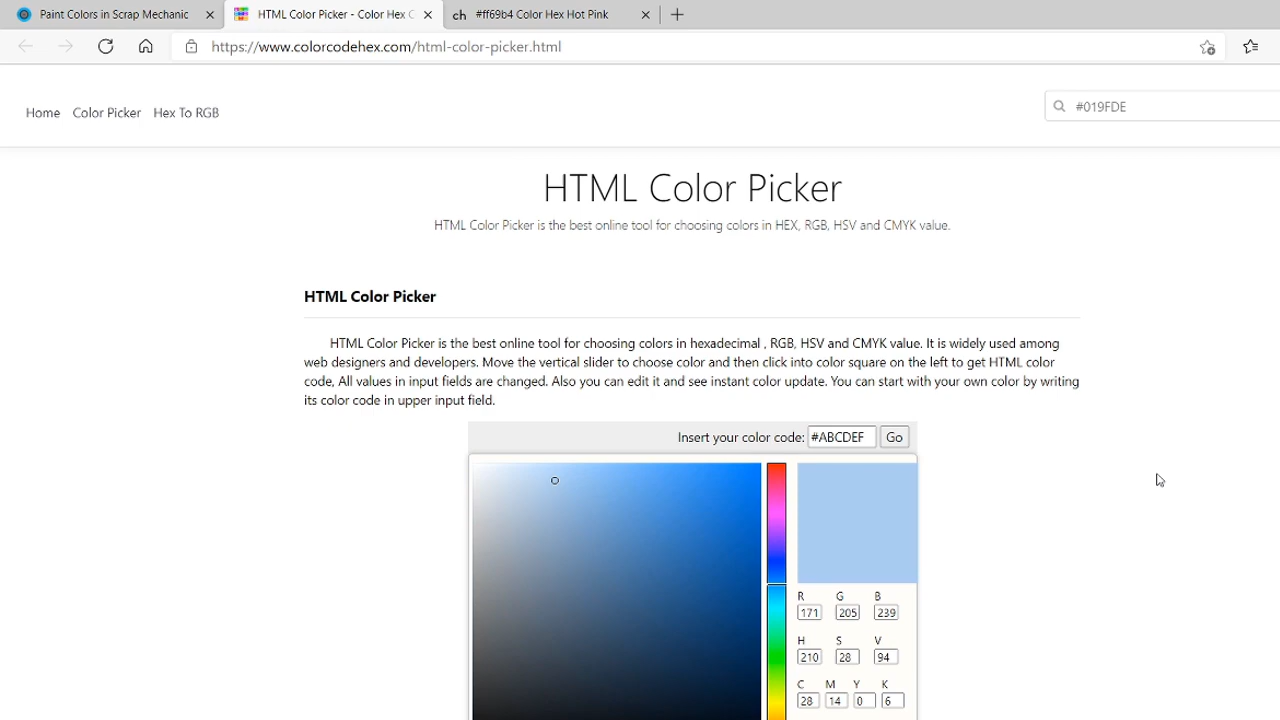 Paint Colors in Scrap Mechanic
HTML Color Picker - Color Hex C
ch #ff69b4 Color Hex Hot Pink
https://www.colorcodehex.com/html-color-picker.html
Home Color Picker Hex To RGB
#019FDE
HTML Color Picker
HTML Color Picker is the best online tool for choosing colors in HEX, RGB, HSV and CMYK value.
HTML Color Picker
HTML Color Picker is the best online tool for choosing colors in hexadecimal , RGB, HSV and CMYK value. It is widely used among
web designers and developers. Move the vertical slider to choose color and then click into color square on the left to get HTML color
code, All values in input fields are changed. Also you can edit it and see instant color update. You can start with your own color by writing
its color code in upper input field.
Insert your color code: #ABCDEF Go
R G B
171 205 239
H S V
210 28 94
C M Y K
28 14 0 6